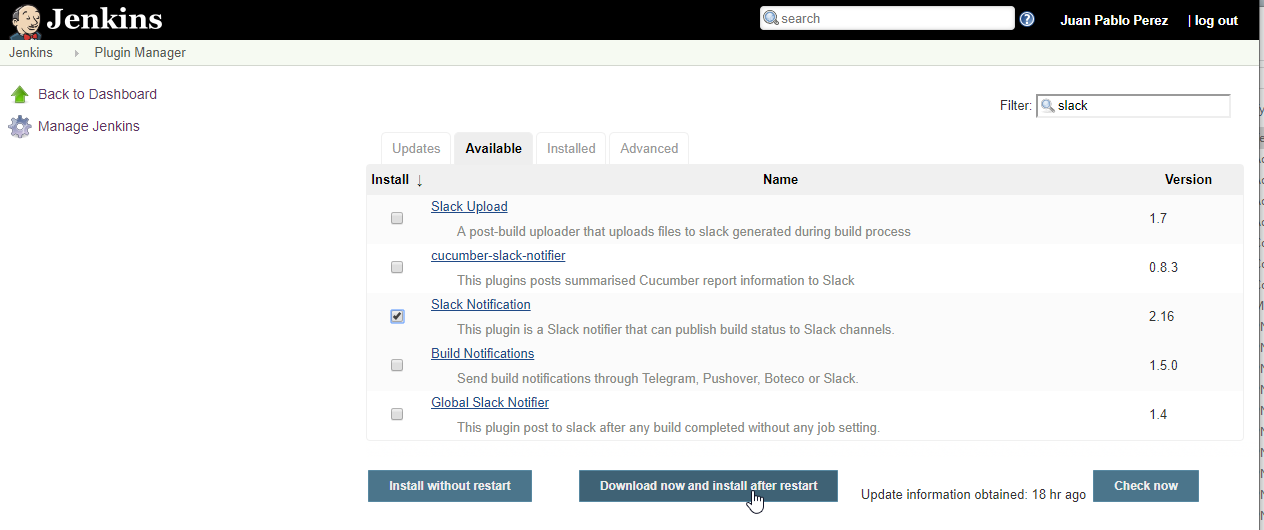 Jenkins
search
Juan Pablo Perez | log out
Jenkins Plugin Manager
Back to Dashboard
Manage Jenkins
Filter: slack
Updates Available Installed Advanced
Install ↓ Name Version
Slack Upload
A post-build uploader that uploads files to slack generated during build process
1.7
cucumber-slack-notifier
This plugins posts summarised Cucumber report information to Slack
0.8.3
Slack Notification
This plugin is a Slack notifier that can publish build status to Slack channels.
2.16
Build Notifications
Send build notifications through Telegram, Pushover, Boteco or Slack.
1.5.0
Global Slack Notifier
This plugin post to slack after any build completed without any job setting.
1.4
Install without restart
Download now and install after restart
Update information obtained: 18 hr ago
Check now